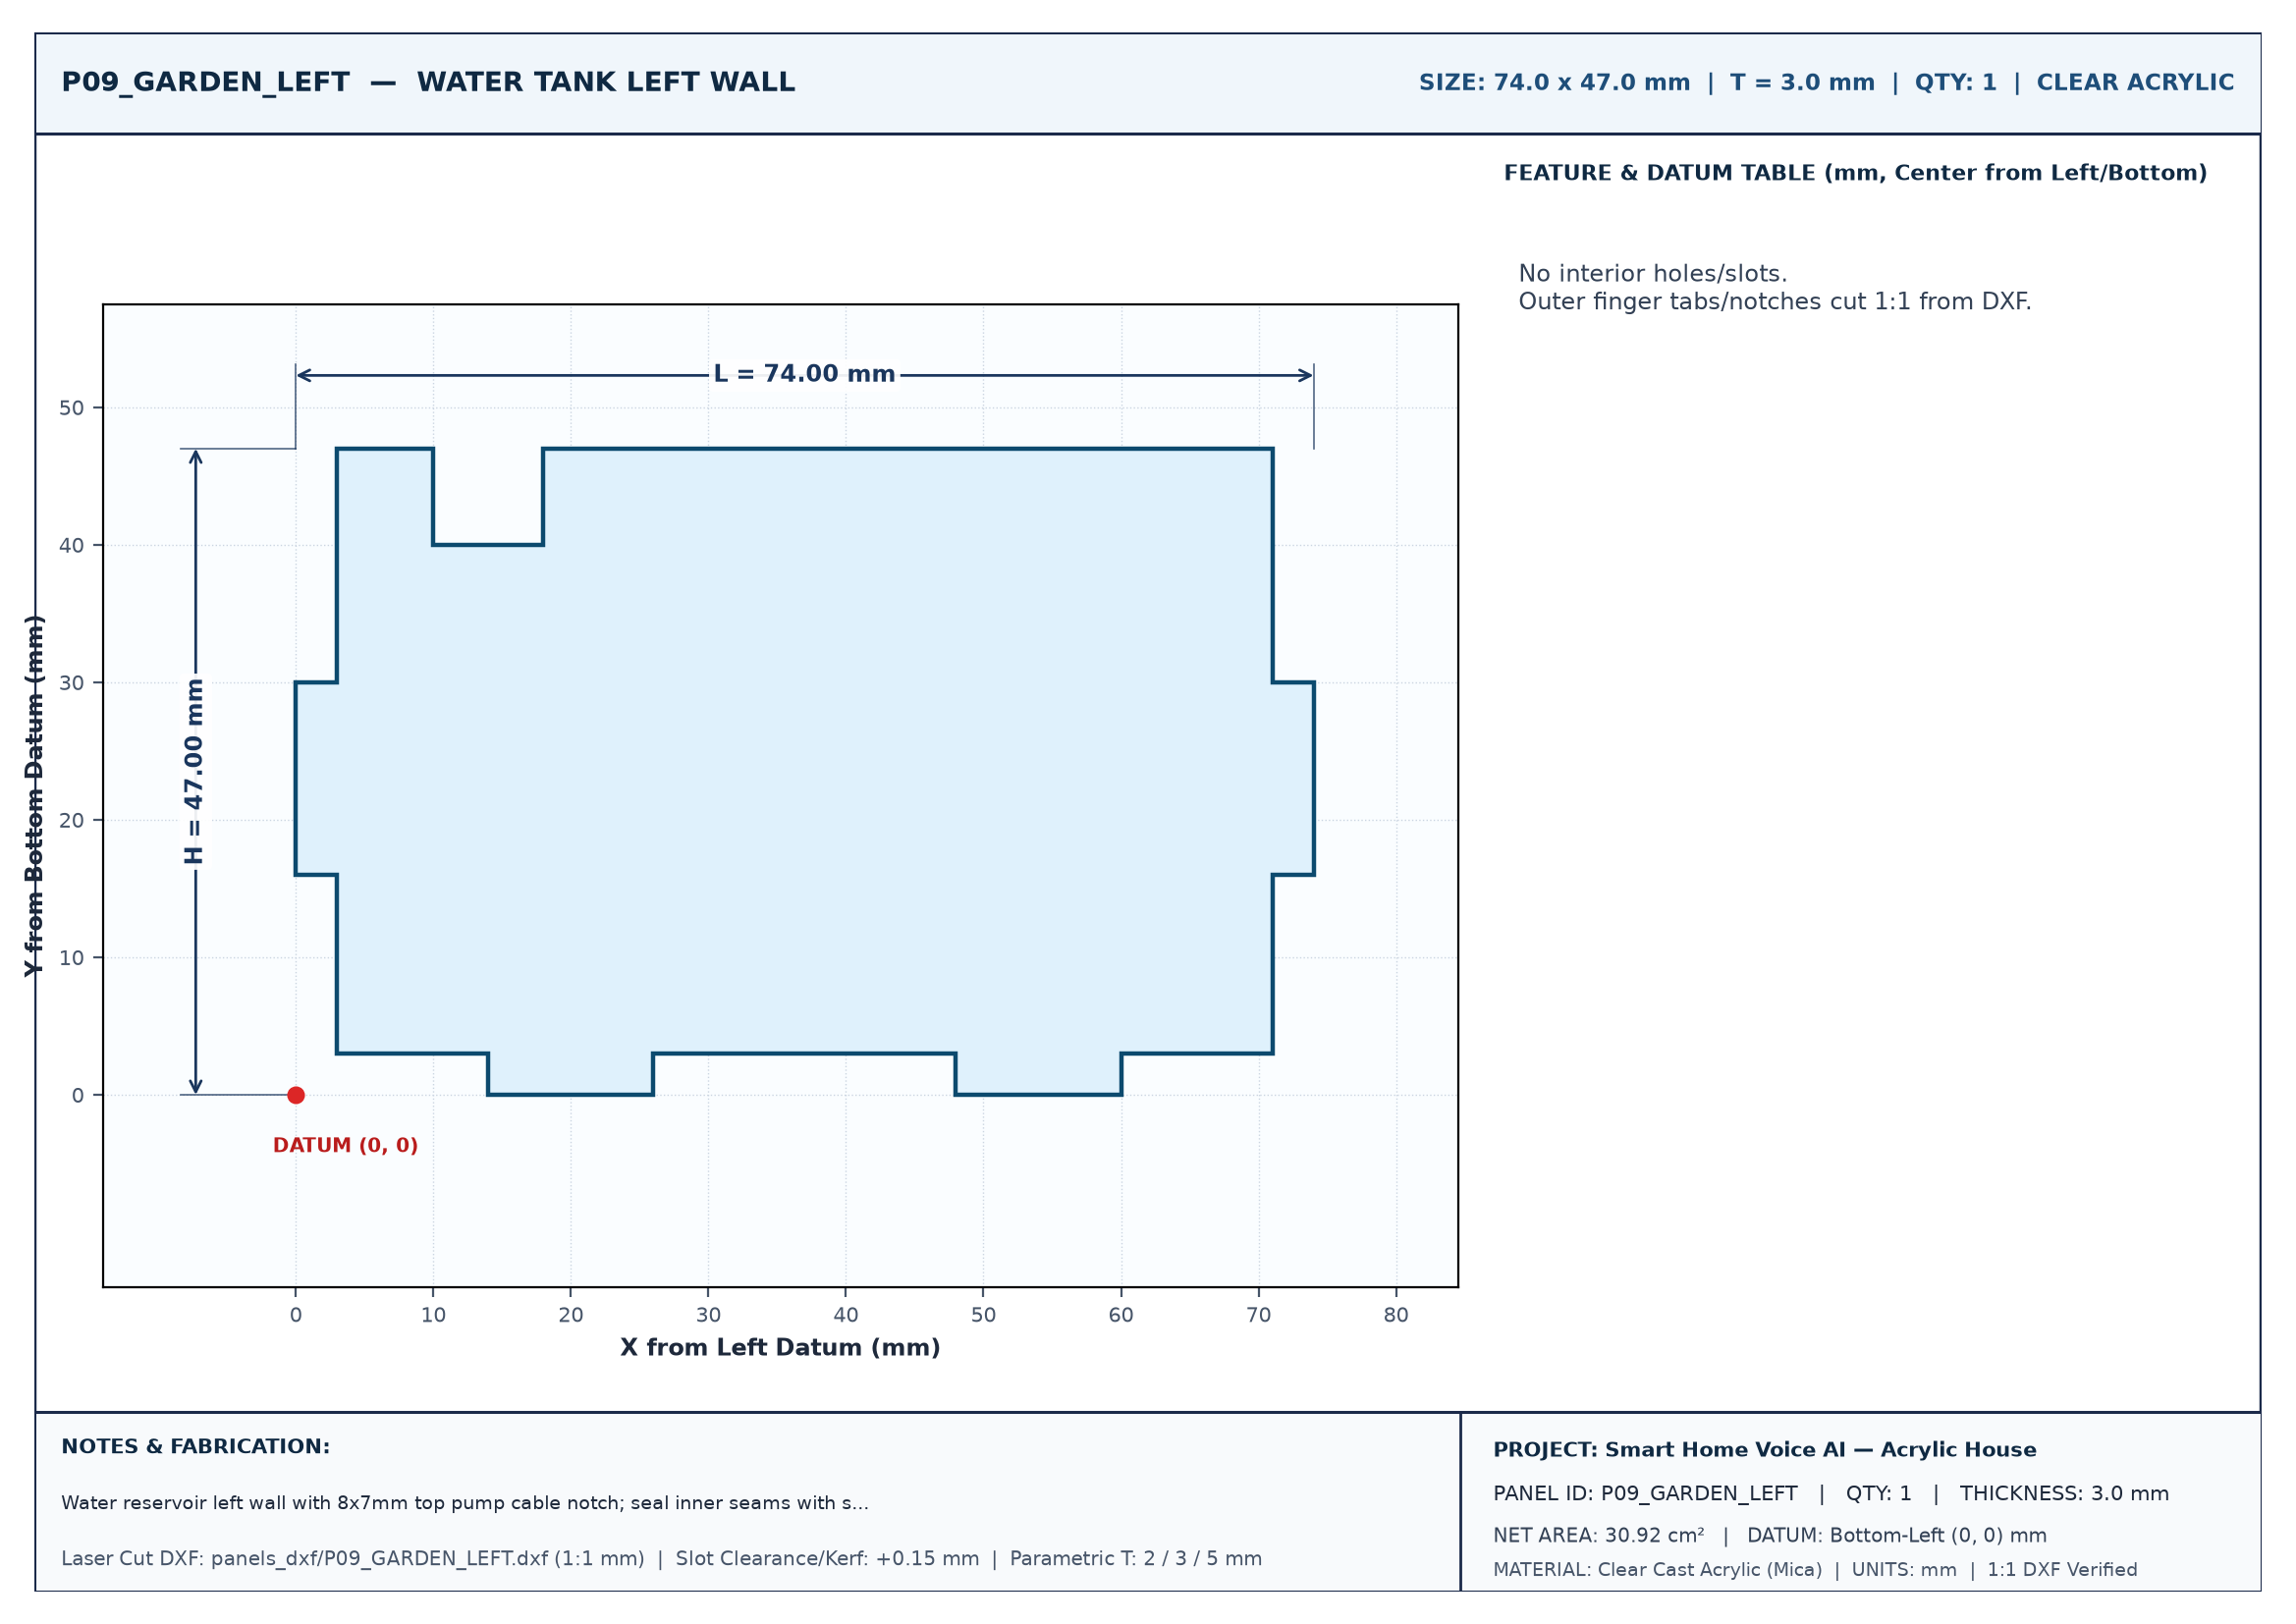 P09_GARDEN_LEFT — WATER TANK LEFT WALL
SIZE: 74.0 x 47.0 mm | T = 3.0 mm | QTY: 1 | CLEAR ACRYLIC
FEATURE & DATUM TABLE (mm, Center from Left/Bottom)
No interior holes/slots.
Outer finger tabs/notches cut 1:1 from DXF.
L = 74.00 mm
H = 47.00 mm
Y from Bottom Datum (mm)
50
40
30
20
10
0
DATUM (0, 0)
0 10 20 30 40 50 60 70 80
X from Left Datum (mm)
NOTES & FABRICATION:
Water reservoir left wall with 8x7mm top pump cable notch; seal inner seams with s...
Laser Cut DXF: panels_dxf/P09_GARDEN_LEFT.dxf (1:1 mm) | Slot Clearance/Kerf: +0.15 mm | Parametric T: 2 / 3 / 5 mm
PROJECT: Smart Home Voice AI — Acrylic House
PANEL ID: P09_GARDEN_LEFT | QTY: 1 | THICKNESS: 3.0 mm
NET AREA: 30.92 cm² | DATUM: Bottom-Left (0, 0) mm
MATERIAL: Clear Cast Acrylic (Mica) | UNITS: mm | 1:1 DXF Verified